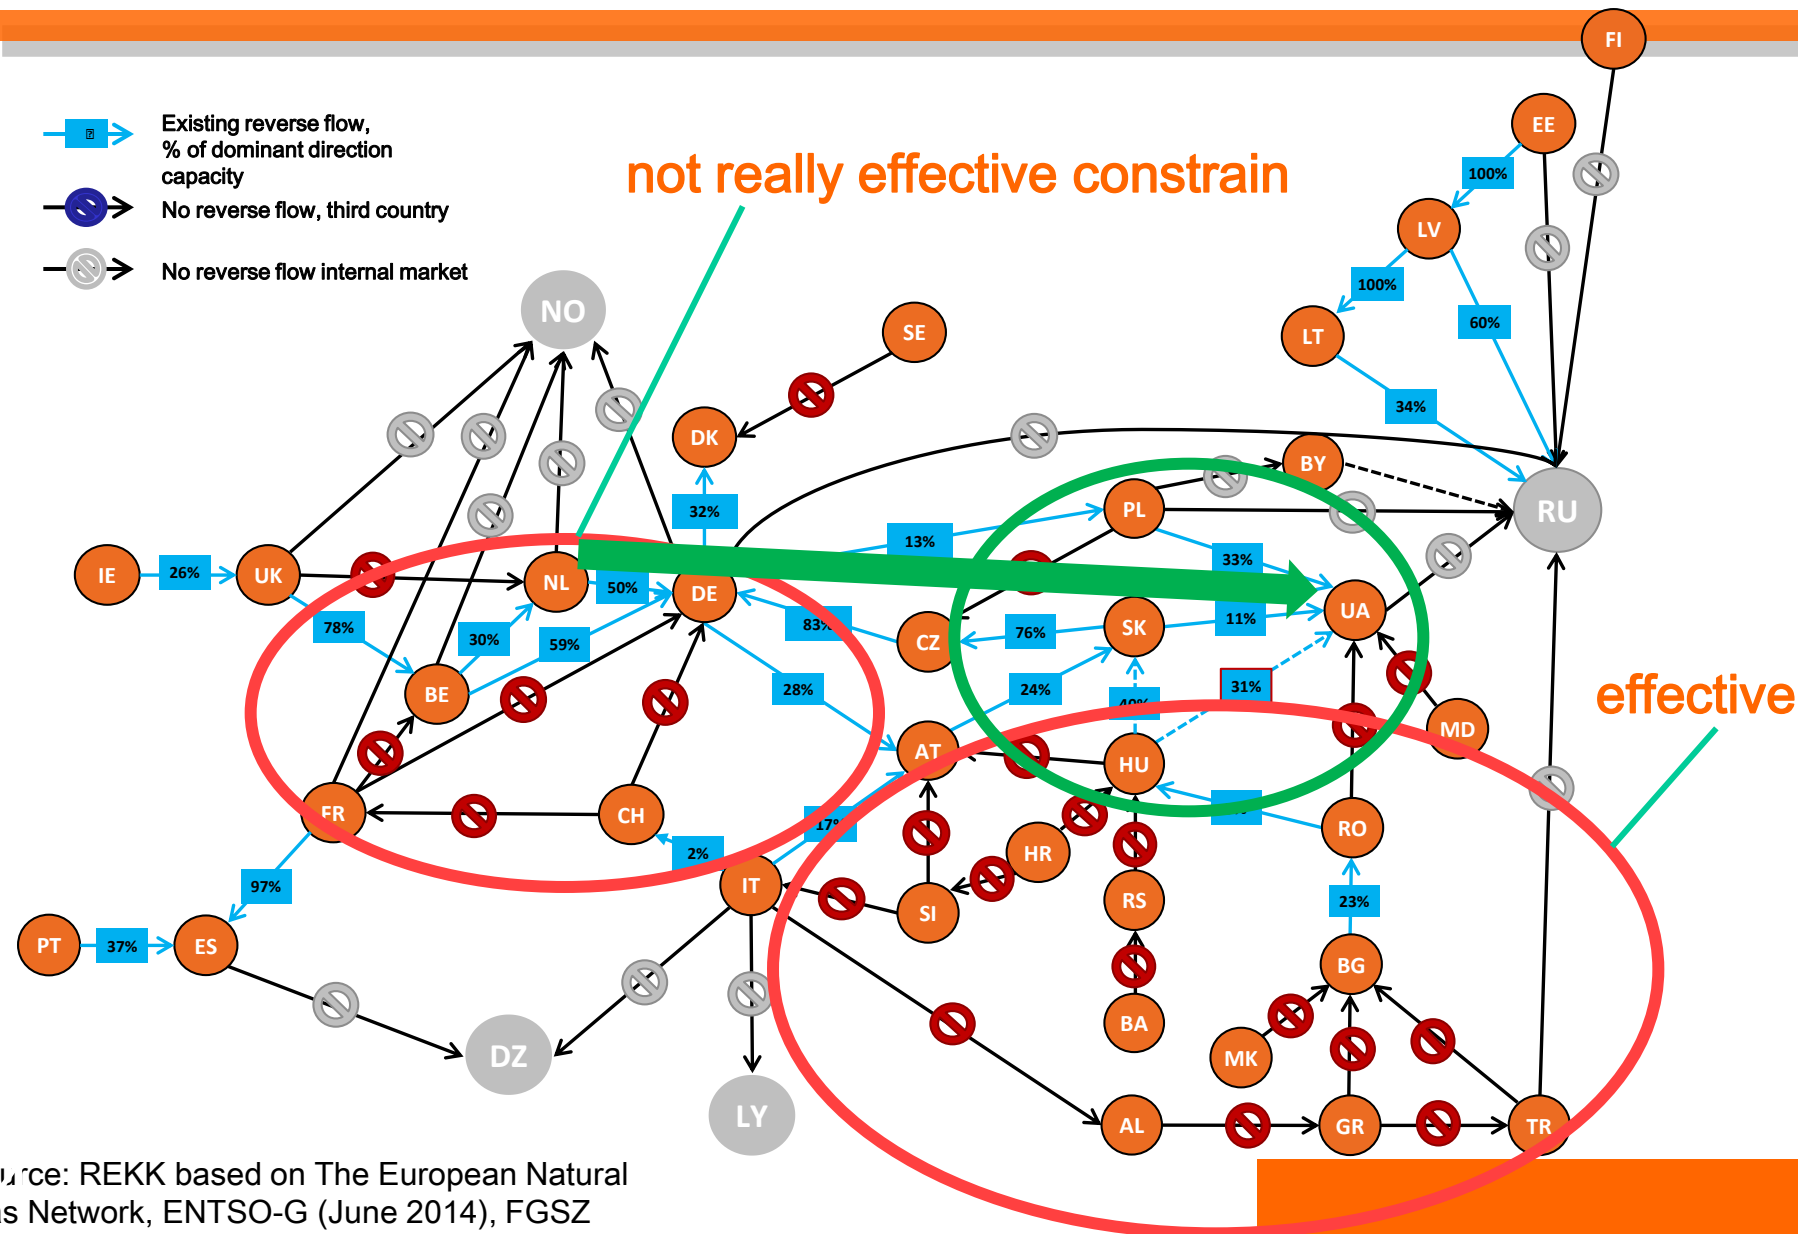 FI
Existing reverse flow,
% of dominant direction
capacity
EE
not really effective constrain
100%
No reverse flow, third country
LV
No reverse flow internal market
100%
NO
SE
LT
60%
34%
DK
BY
PL
RU
32%
13%
33%
IE
26%
UK
NL
50%
DE
UA
78%
30%
59%
83%
CZ
76%
SK
11%
BE
28%
24%
31%
effective
40%
MD
AT
HU
FR
CH
17%
RO
2%
HR
IT
97%
RS
23%
SI
PT
37%
ES
BG
BA
DZ
MK
LY
AL
GR
TR
rce: REKK based on The European Natural
s Network, ENTSO-G (June 2014), FGSZ